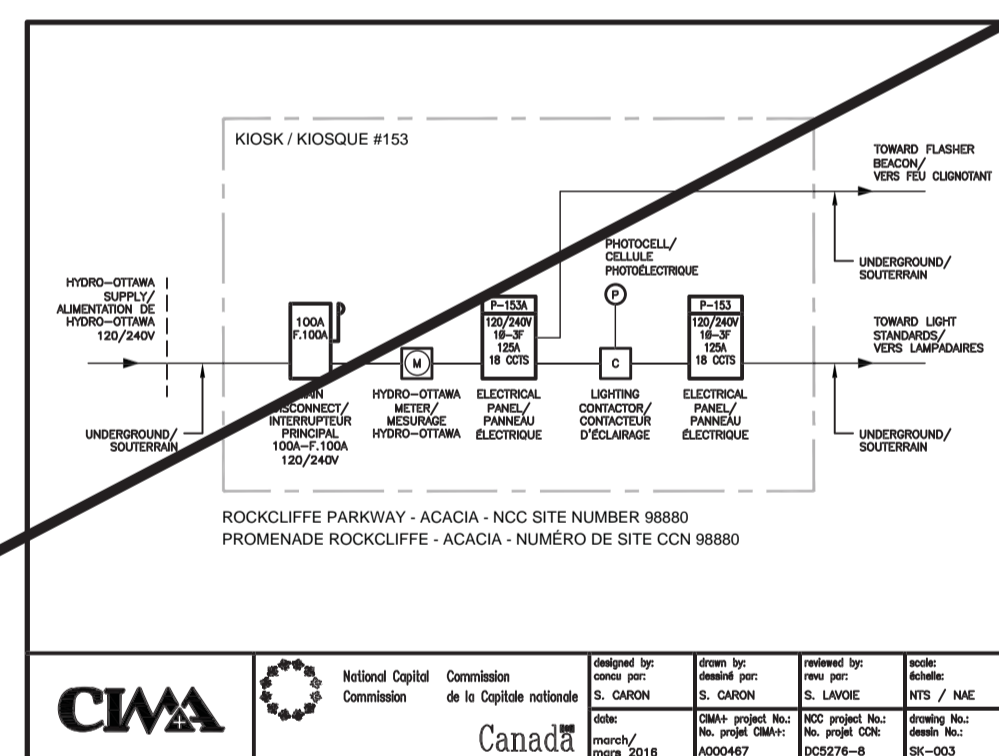 KIOSK / KIOSQUE #153
TOWARD FLASHER
BEACON/
VERS FEU CLIGNOTANT
PHOTOCELL/
CELLULE
PHOTOÉLECTRIQUE
P
UNDERGROUND/
SOUTERRAIN
HYDRO-OTTAWA
SUPPLY/
ALIMENTATION DE
HYDRO-OTTAWA
120/240V
100A
F.100A
P-153A
120/240V
1Ø-3F
125A
18 CCTS
P-153
120/240V
1Ø-3F
125A
18 CCTS
TOWARD LIGHT
STANDARDS/
VERS LAMPADAIRES
M
C
UNDERGROUND/
SOUTERRAIN
INTERRUPTEUR
PRINCIPAL
100A-F.100A
120/240V
HYDRO-OTTAWA
METER/
MESURAGE
HYDRO-OTTAWA
ELECTRICAL
PANEL/
PANNEAU
ÉLECTRIQUE
LIGHTING
CONTACTOR/
CONTACTEUR
D'ÉCLAIRAGE
ELECTRICAL
PANEL/
PANNEAU
ÉLECTRIQUE
UNDERGROUND/
SOUTERRAIN
ROCKCLIFFE PARKWAY - ACACIA - NCC SITE NUMBER 98880
PROMENADE ROCKCLIFFE - ACACIA - NUMÉRO DE SITE CCN 98880
CIMA+
National Capital
Commission
Commission
de la Capitale nationale
Canada
designed by:
concu par:
S. CARON
drawn by:
dessiné par:
S. CARON
reviewed by:
revu par:
S. LAVOIE
scale:
échelle:
NTS / NAE
date:
march/
mars 2016
CIMA+ project No.:
No. projet CIMA+:
A000467
NCC project No.:
No. projet CCN:
DC5276-8
drawing No.:
dessin No.:
SK-003